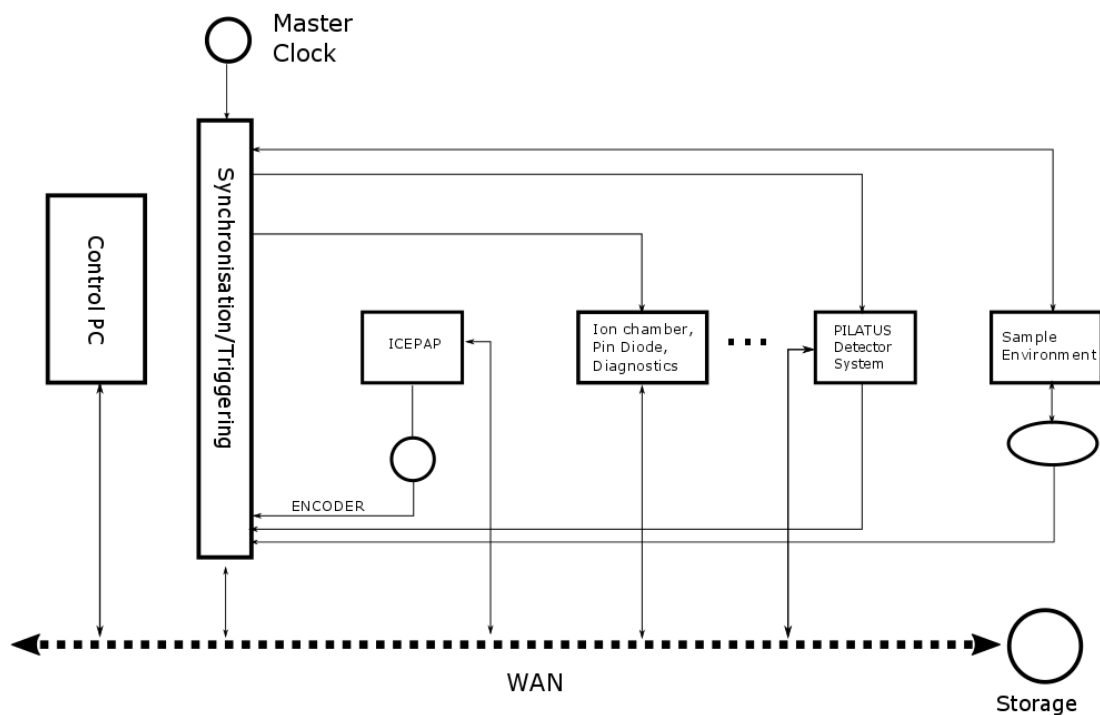 Master
Clock
Synchronisation/Triggering
Control PC
ICEPAP
Ion chamber,
Pin Diode,
Diagnostics
...
PILATUS
Detector
System
Sample
Environment
ENCODER
WAN
Storage